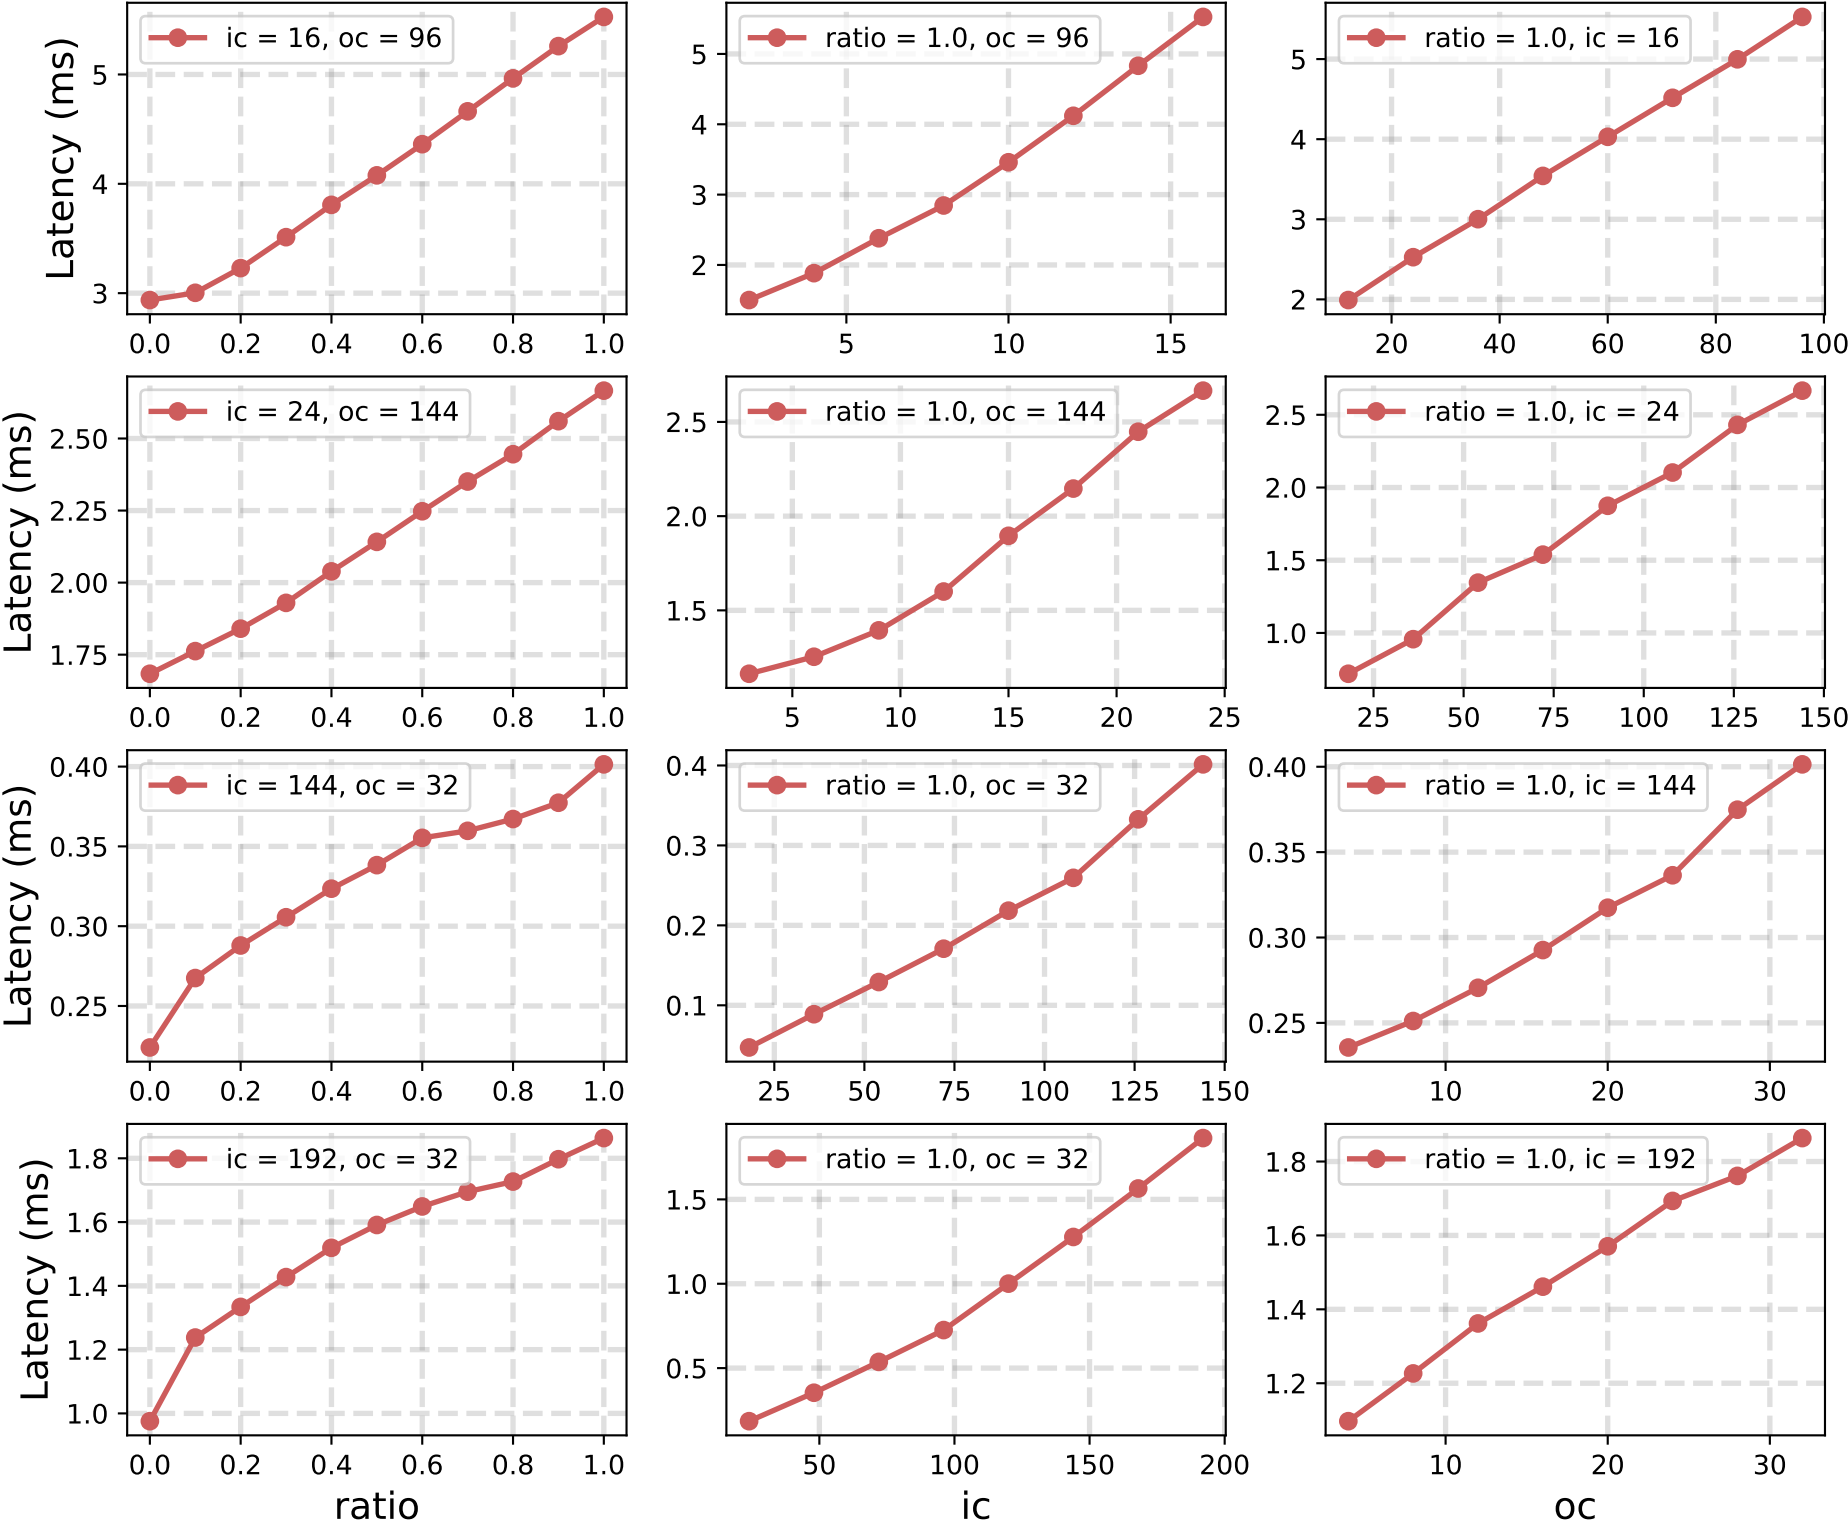 Latency (ms)
5
4
3
ic = 16, oc = 96
0.0 0.2 0.4 0.6 0.8 1.0
5
4
3
2
ratio = 1.0, oc = 96
5 10 15
5
4
3
2
ratio = 1.0, ic = 16
20 40 60 80 100
Latency (ms)
2.50
2.25
2.00
1.75
ic = 24, oc = 144
0.0 0.2 0.4 0.6 0.8 1.0
2.5
2.0
1.5
ratio = 1.0, oc = 144
5 10 15 20 25
2.5
2.0
1.5
1.0
ratio = 1.0, ic = 24
25 50 75 100 125 150
Latency (ms)
0.40
0.35
0.30
0.25
ic = 144, oc = 32
0.0 0.2 0.4 0.6 0.8 1.0
0.4
0.3
0.2
0.1
ratio = 1.0, oc = 32
25 50 75 100 125 150
0.40
0.35
0.30
0.25
ratio = 1.0, ic = 144
10 20 30
Latency (ms)
1.8
1.6
1.4
1.2
1.0
ic = 192, oc = 32
0.0 0.2 0.4 0.6 0.8 1.0
ratio
1.5
1.0
0.5
ratio = 1.0, oc = 32
50 100 150 200
ic
1.8
1.6
1.4
1.2
ratio = 1.0, ic = 192
10 20 30
oc